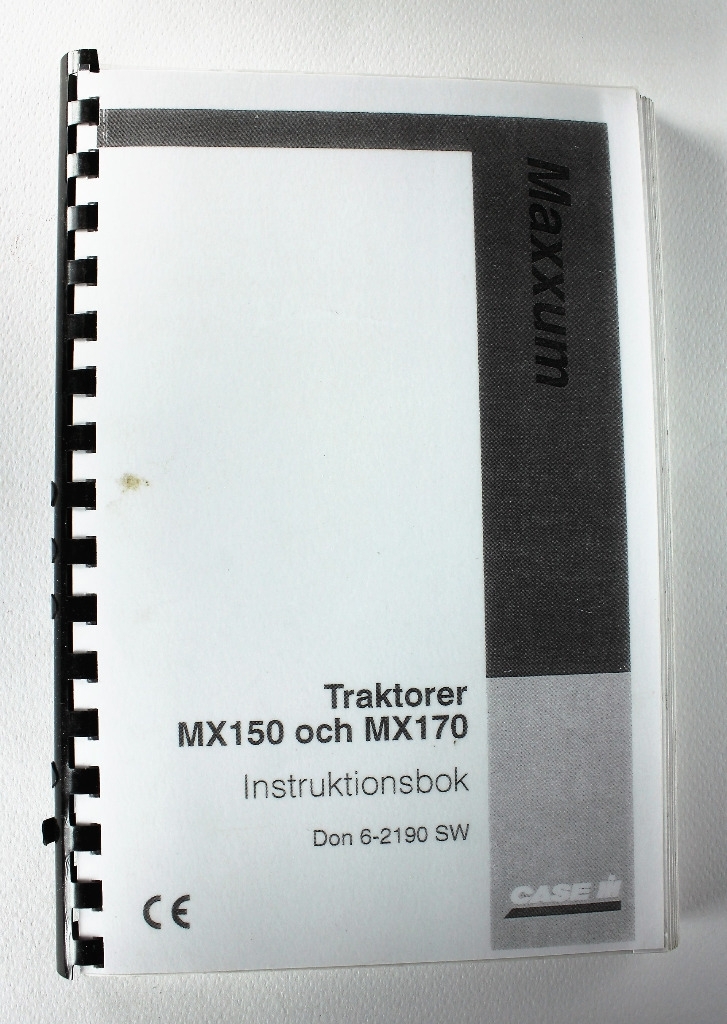 Maxxum
Traktorer
MX150 och MX170
Instruktionsbok
Don 6-2190 SW
CE
CASE IH